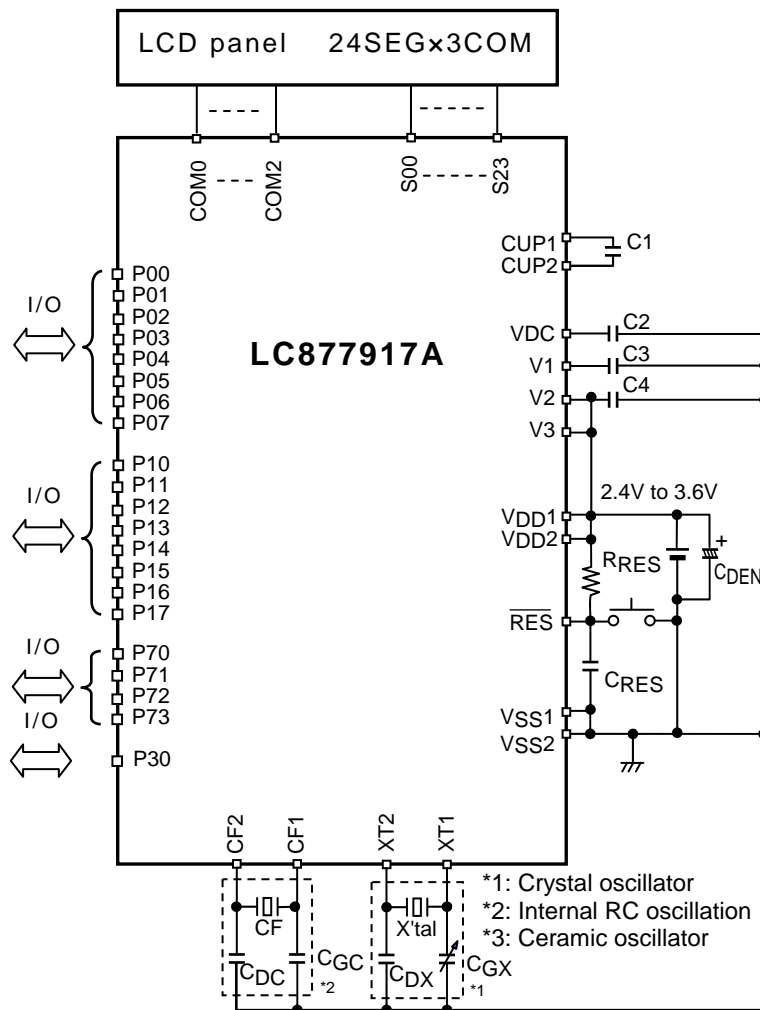 LCD panel 24SEG×3COM
COM0 ---- COM2 S00 ------ S23
CUP1 C1
CUP2
P00
I/O P01
P02
P03
P04
P05
P06
P07
LC877917A
VDC C2
V1 C3
V2 C4
V3
P10
I/O P11
P12
P13
P14
P15
P16
P17
2.4V to 3.6V
VDD1
VDD2
RRES
+
CDEN
RES
CRES
VSS1
VSS2
I/O P70
P71
P72
I/O P73
P30
CF2 CF1 XT2 XT1
CF X'tal
CDC CGC *2 CDX CGX *1
*1: Crystal oscillator
*2: Internal RC oscillation
*3: Ceramic oscillator